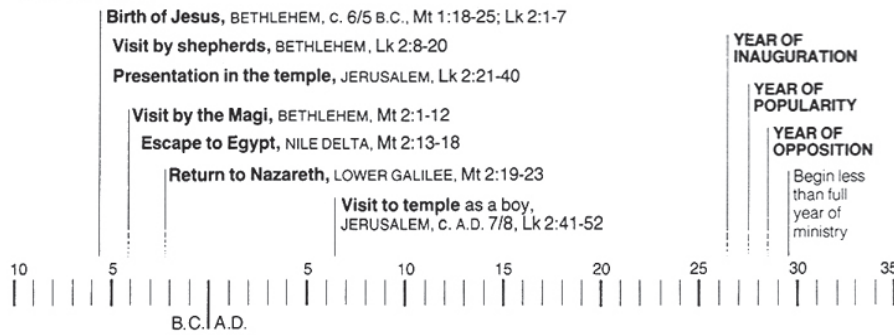 Birth of Jesus, BETHLEHEM, C. 6/5 B.C., Mt 1:18-25; Lk 2:1-7
Visit by shepherds, BETHLEHEM, Lk 2:8-20
Presentation in the temple, JERUSALEM, Lk 2:21-40
Visit by the Magi, BETHLEHEM, Mt 2:1-12
Escape to Egypt, NILE DELTA, Mt 2:13-18
Return to Nazareth, LOWER GALILEE, Mt 2:19-23
Visit to temple as a boy,
JERUSALEM, C. A.D. 7/8, Lk 2:41-52
YEAR OF
INAUGURATION
YEAR OF
POPULARITY
YEAR OF
OPPOSITION
Begin less
than full
year of
ministry
10 5 5 10 15 20 25 30 35
B.C. A.D.